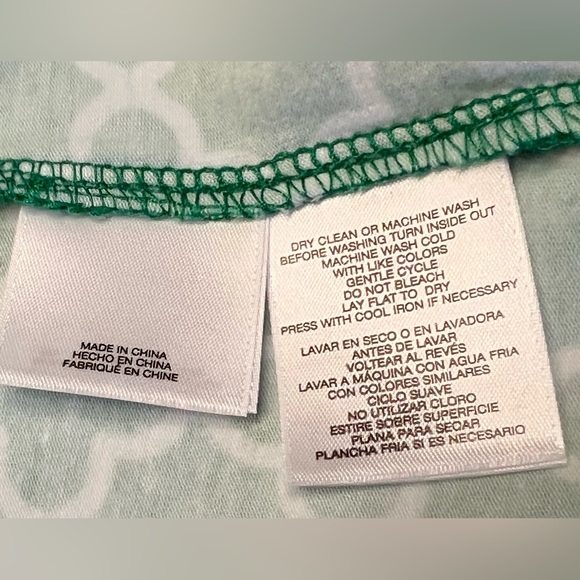 MADE IN CHINA
HECHO EN CHINA
FABRIQUÉ EN CHINE
DRY CLEAN OR MACHINE WASH
BEFORE WASHING TURN INSIDE OUT
MACHINE WASH COLD
WITH LIKE COLORS
GENTLE CYCLE
DO NOT BLEACH
LAY FLAT TO DRY
PRESS WITH COOL IRON IF NECESSARY
LAVAR EN SECO O EN LAVADORA
ANTES DE LAVAR
VOLTEAR AL REVÉS
LAVAR A MÁQUINA CON AGUA FRIA
CON COLORES SIMILARES
CICLO SUAVE
NO UTILIZAR CLORO
ESTIRE SOBRE SUPERFICIE
PLANA PARA SECAR
PLANCHA FRIA SI ES NECESARIO